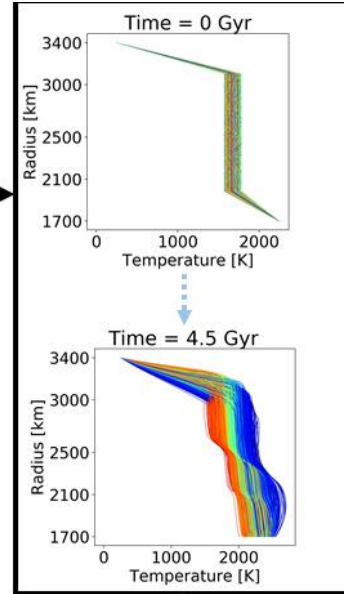 Time = 0 Gyr
3400
3000
2500
2100
1700
Radius [km]
0 1000 2000
Temperature [K]
Time = 4.5 Gyr
3400
3000
2500
2100
1700
Radius [km]
0 1000 2000
Temperature [K]